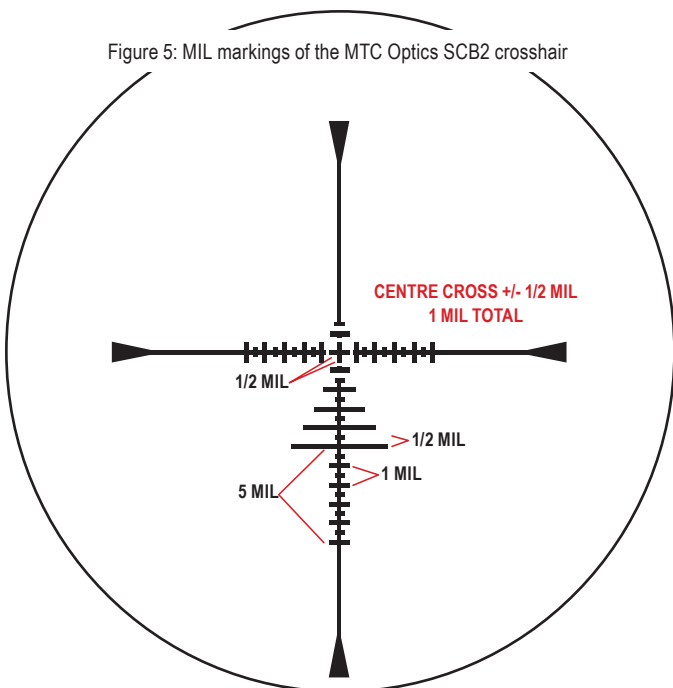 Figure 5: MIL markings of the MTC Optics SCB2 crosshair
CENTRE CROSS +/- 1/2 MIL
1 MIL TOTAL
1/2 MIL
1/2 MIL
1 MIL
5 MIL